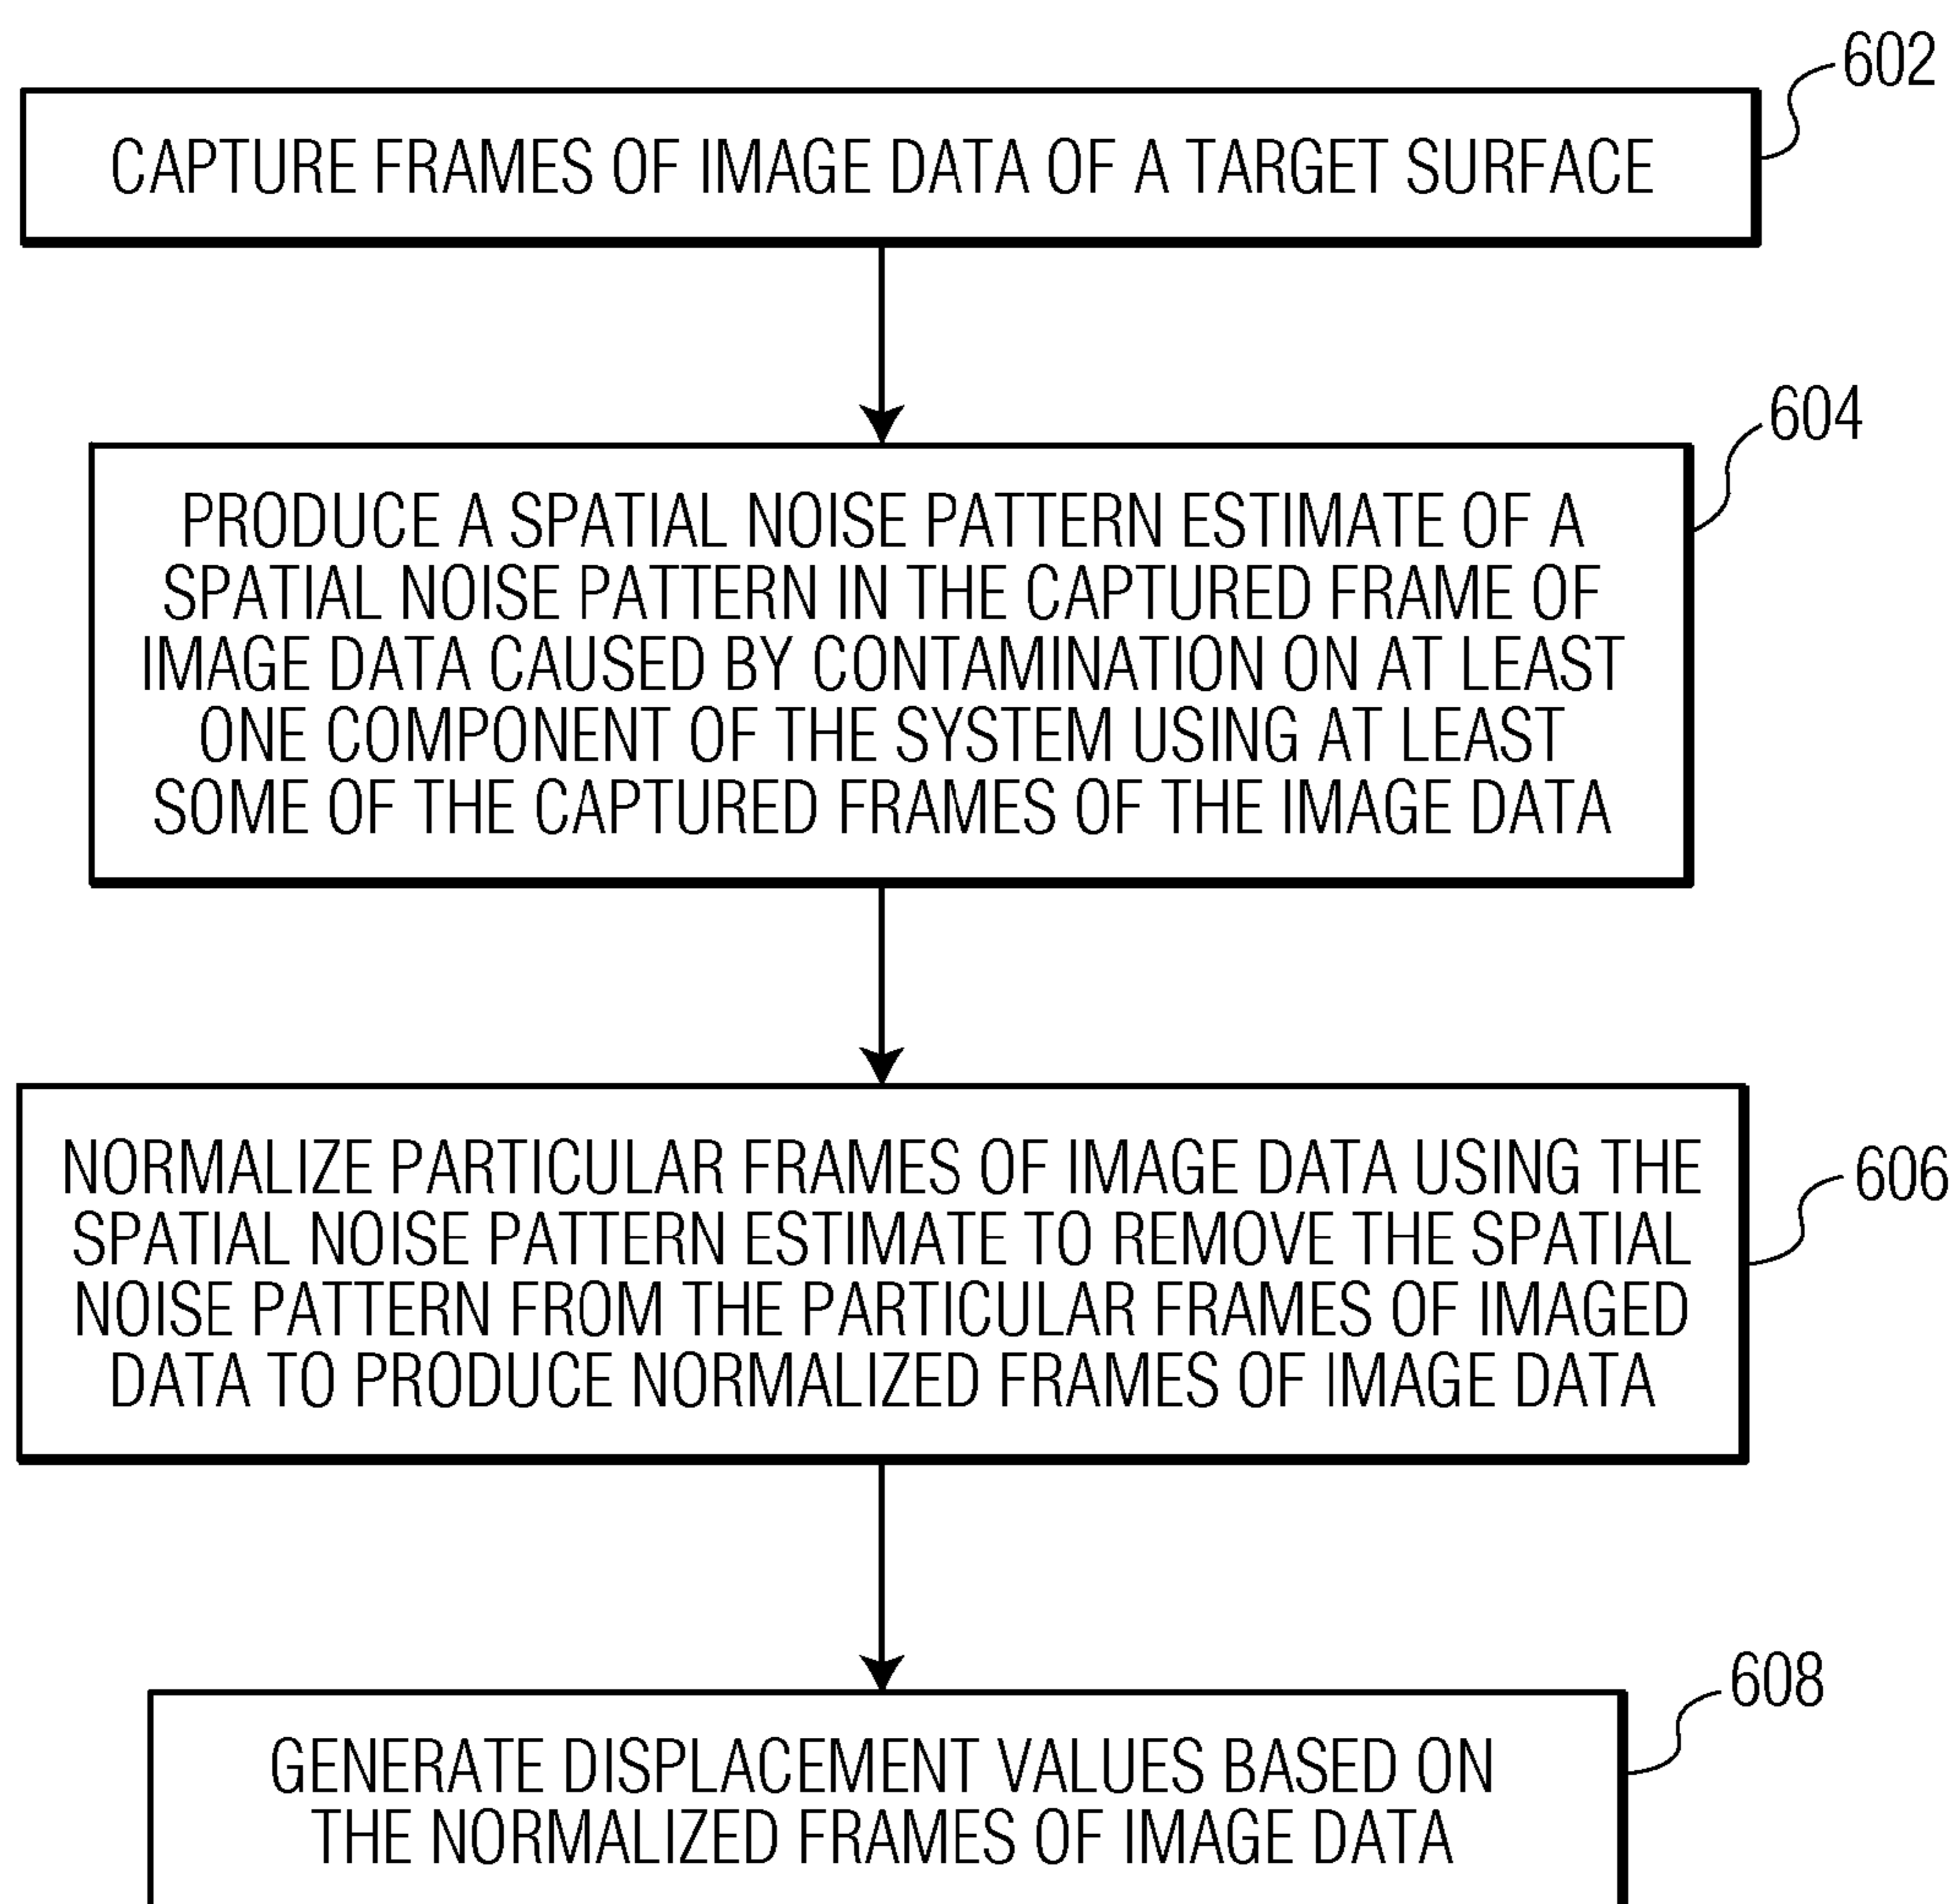 602
CAPTURE FRAMES OF IMAGE DATA OF A TARGET SURFACE
604
PRODUCE A SPATIAL NOISE PATTERN ESTIMATE OF A
SPATIAL NOISE PATTERN IN THE CAPTURED FRAME OF
IMAGE DATA CAUSED BY CONTAMINATION ON AT LEAST
ONE COMPONENT OF THE SYSTEM USING AT LEAST
SOME OF THE CAPTURED FRAMES OF THE IMAGE DATA
606
NORMALIZE PARTICULAR FRAMES OF IMAGE DATA USING THE
SPATIAL NOISE PATTERN ESTIMATE TO REMOVE THE SPATIAL
NOISE PATTERN FROM THE PARTICULAR FRAMES OF IMAGED
DATA TO PRODUCE NORMALIZED FRAMES OF IMAGE DATA
608
GENERATE DISPLACEMENT VALUES BASED ON
THE NORMALIZED FRAMES OF IMAGE DATA